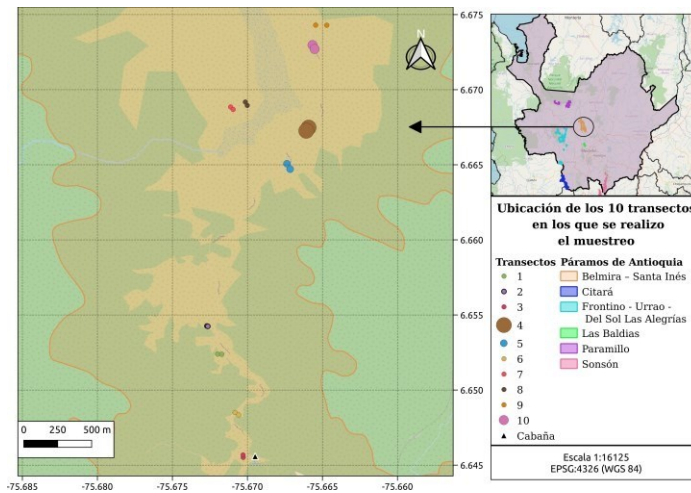 N
6.675
6.670
6.665
6.660
6.655
6.650
6.645
0 250 500 m
-75.685 -75.680 -75.675 -75.670 -75.665 -75.660
Ubicación de los 10 transectos
en los que se realizo
el muestreo
Transectos Páramos de Antioquia
1 Belmira – Santa Inés
2 Citará
3 Frontino - Urrao -
Del Sol Las Alegrías
4 Las Baldias
5 Paramillo
6 Sonsón
7
8
9
10
Cabaña
Escala 1:16125
EPSG:4326 (WGS 84)